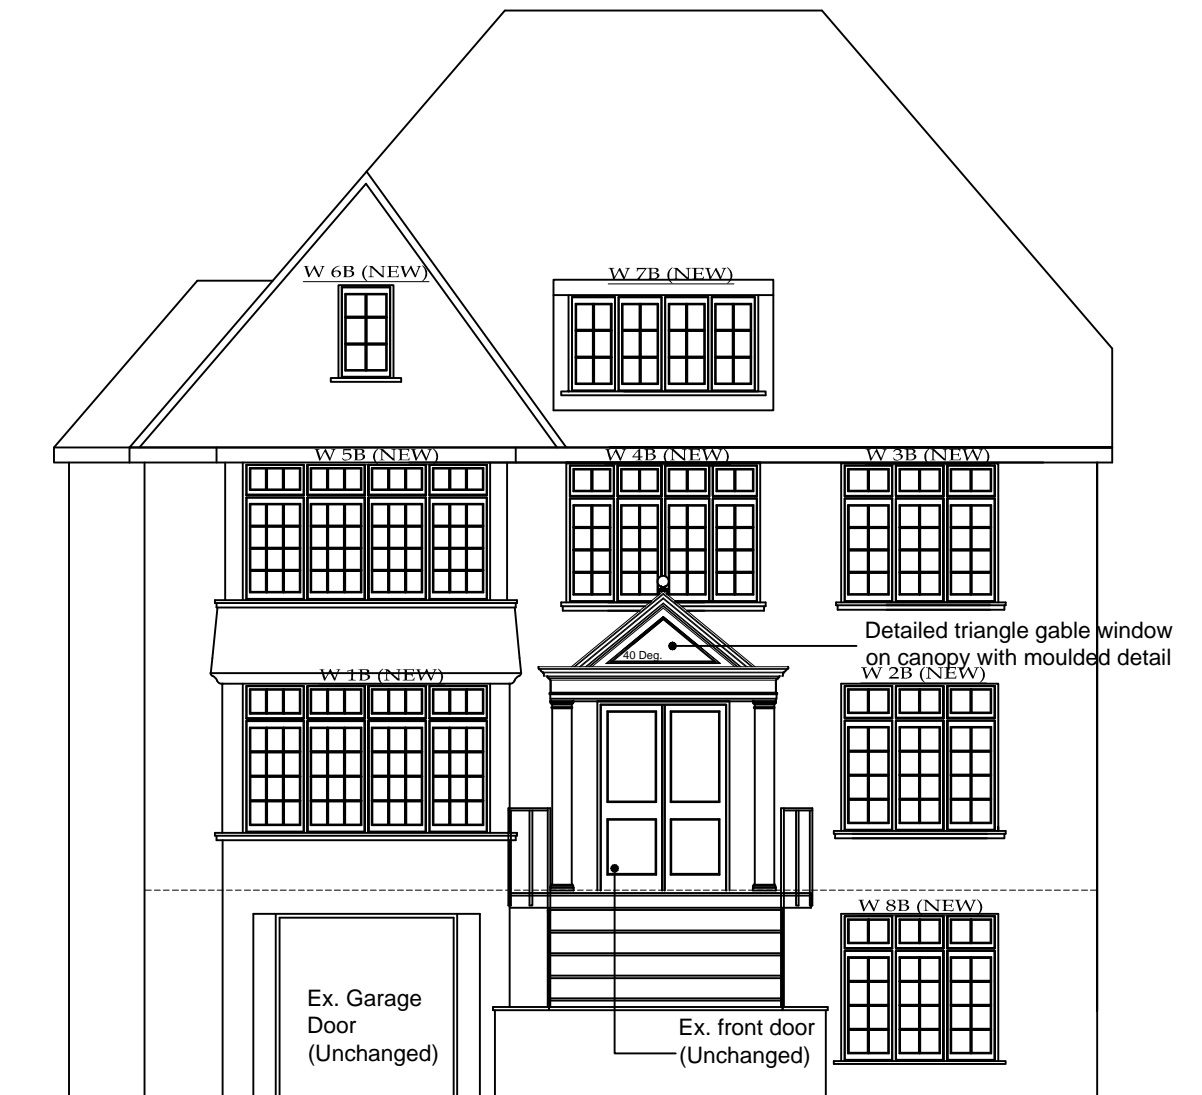 W 6B (NEW)
W 7B (NEW)
W 5B (NEW)
W 4B (NEW)
W 3B (NEW)
Detailed triangle gable window
on canopy with moulded detail
40 Deg.
W 1B (NEW)
W 2B (NEW)
W 8B (NEW)
Ex. Garage
Door
(Unchanged)
Ex. front door
(Unchanged)